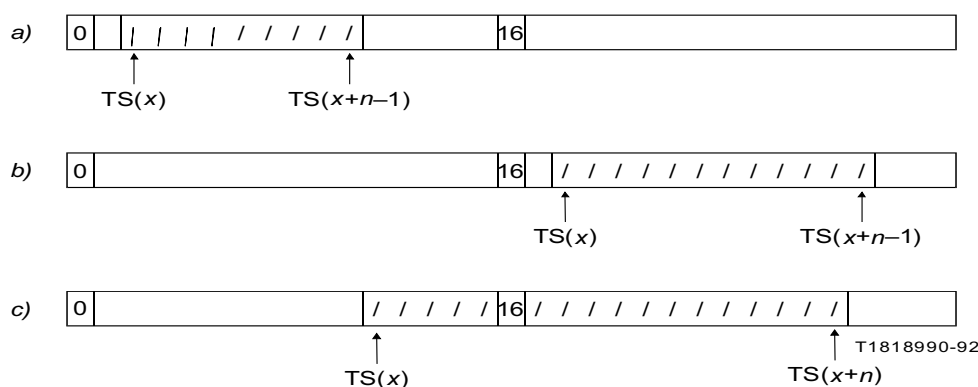 a) 0 / / / / / / / / / 16
TS(x) TS(x+n–1)
b) 0 16 / / / / / / / / / / / /
TS(x) TS(x+n–1)
c) 0 / / / / / 16 / / / / / / / / / / / / /
T1818990-92
TS(x) TS(x+n)